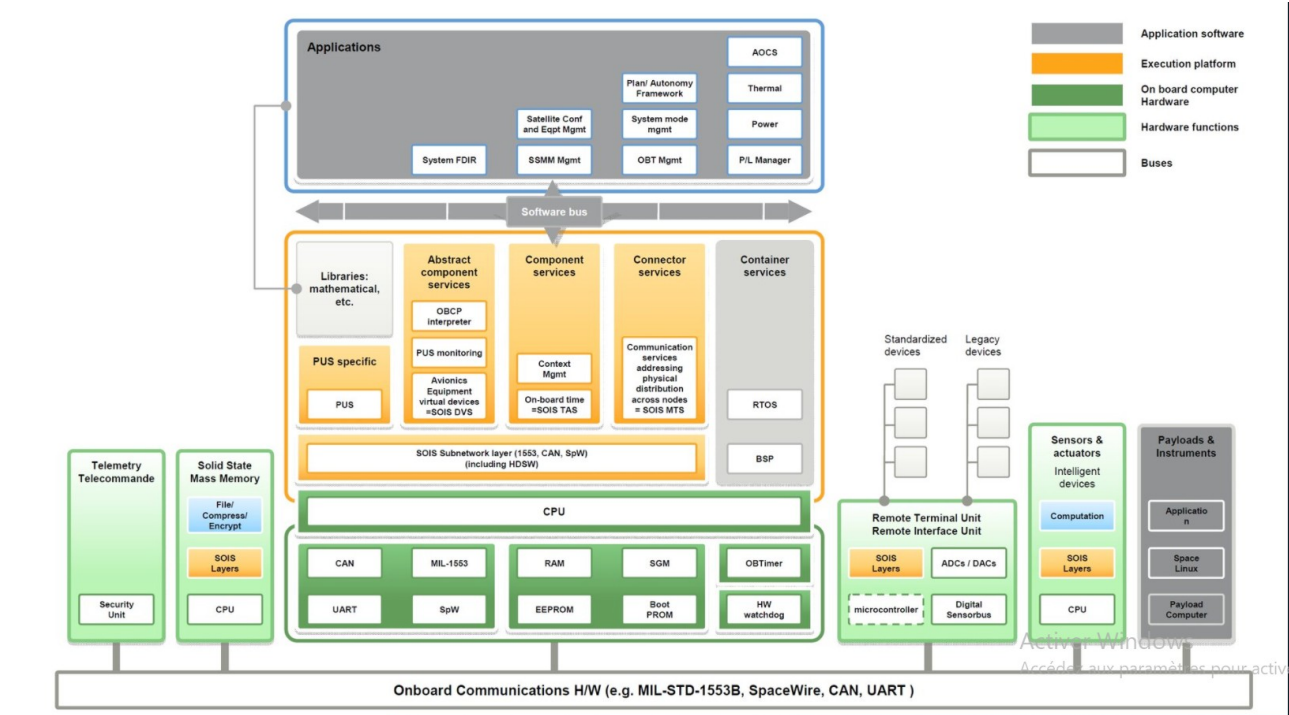 Applications
AOCS
Plan/ Autonomy
Framework
Thermal
Satellite Conf
and Eqpt Mgmt
System mode
mgmt
Power
System FDIR
SSMM Mgmt
OBT Mgmt
P/L Manager
Application software
Execution platform
On board computer
Hardware
Hardware functions
Buses
Software bus
Libraries:
mathematical,
etc.
Abstract
component
services
Component
services
Connector
services
Container
services
OBCP
interpreter
PUS monitoring
Avionics
Equipment
virtual devices
=SOIS DVS
PUS specific
PUS
Context
Mgmt
On-board time
=SOIS TAS
Communication
services
addressing
physical
distribution
across nodes
= SOIS MTS
RTOS
BSP
SOIS Subnetwork layer (1553, CAN, SpW)
(including HDSW)
CPU
CAN
MIL-1553
RAM
SGM
OBTimer
UART
SpW
EEPROM
Boot
PROM
HW
watchdog
Telemetry
Telecommande
Security
Unit
Solid State
Mass Memory
File/
Compress/
Encrypt
SOIS
Layers
CPU
Standardized
devices
Legacy
devices
Remote Terminal Unit
Remote Interface Unit
SOIS
Layers
ADCs / DACs
microcontroller
Digital
Sensorbus
Sensors &
actuators
Intelligent
devices
Computation
SOIS
Layers
CPU
Payloads &
Instruments
Applicatio
n
Space
Linux
Payload
Computer
Activer Windows
Accédez aux paramètres pour activ
Onboard Communications H/W (e.g. MIL-STD-1553B, SpaceWire, CAN, UART )